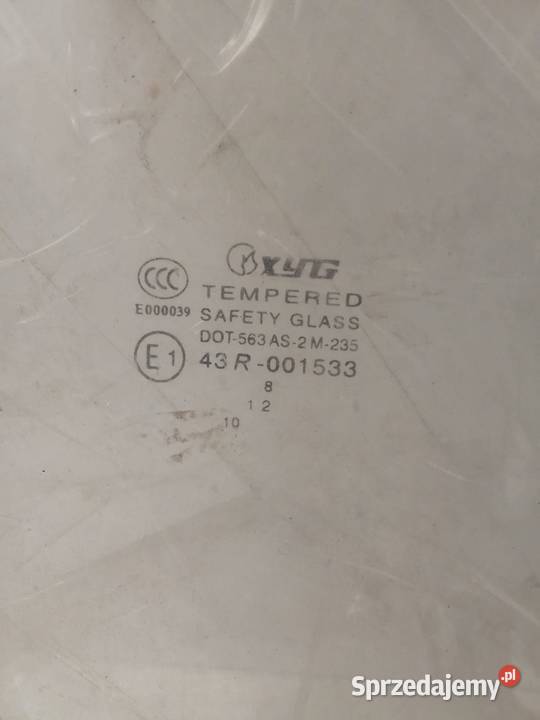 XYG
CCC
TEMPERED
E000039
SAFETY GLASS
DOT-563 AS-2 M-235
E1
43R-001533
8
1 2
10
Sprzedajemy.pl